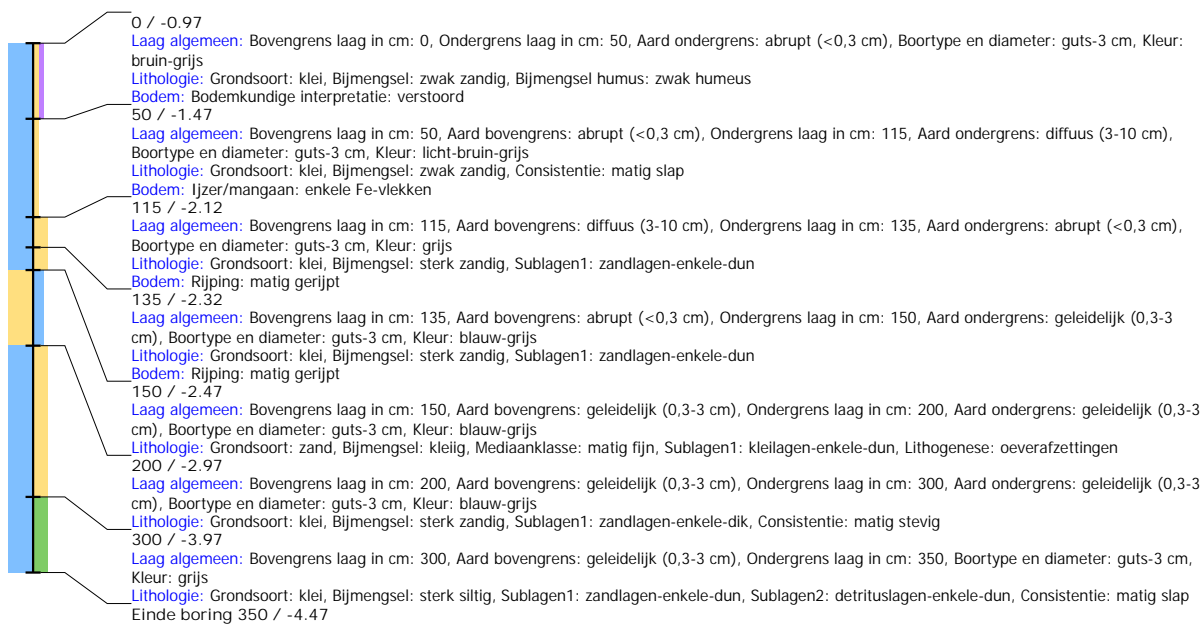 0 / -0.97
Laag algemeen: Bovengrens laag in cm: 0, Ondergrens laag in cm: 50, Aard ondergrens: abrupt (<0,3 cm), Boortype en diameter: guts-3 cm, Kleur:
bruin-grijs
Lithologie: Grondsoort: klei, Bijmengsel: zwak zandig, Bijmengsel humus: zwak humeus
Bodem: Bodemkundige interpretatie: verstoord
50 / -1.47
Laag algemeen: Bovengrens laag in cm: 50, Aard bovengrens: abrupt (<0,3 cm), Ondergrens laag in cm: 115, Aard ondergrens: diffuus (3-10 cm),
Boortype en diameter: guts-3 cm, Kleur: licht-bruin-grijs
Lithologie: Grondsoort: klei, Bijmengsel: zwak zandig, Consistentie: matig slap
Bodem: Ijzer/mangaan: enkele Fe-vlekken
115 / -2.12
Laag algemeen: Bovengrens laag in cm: 115, Aard bovengrens: diffuus (3-10 cm), Ondergrens laag in cm: 135, Aard ondergrens: abrupt (<0,3 cm),
Boortype en diameter: guts-3 cm, Kleur: grijs
Lithologie: Grondsoort: klei, Bijmengsel: sterk zandig, Sublagen1: zandlagen-enkele-dun
Bodem: Rijping: matig gerijpt
135 / -2.32
Laag algemeen: Bovengrens laag in cm: 135, Aard bovengrens: abrupt (<0,3 cm), Ondergrens laag in cm: 150, Aard ondergrens: geleidelijk (0,3-3
cm), Boortype en diameter: guts-3 cm, Kleur: blauw-grijs
Lithologie: Grondsoort: klei, Bijmengsel: sterk zandig, Sublagen1: zandlagen-enkele-dun
Bodem: Rijping: matig gerijpt
150 / -2.47
Laag algemeen: Bovengrens laag in cm: 150, Aard bovengrens: geleidelijk (0,3-3 cm), Ondergrens laag in cm: 200, Aard ondergrens: geleidelijk (0,3-3
cm), Boortype en diameter: guts-3 cm, Kleur: blauw-grijs
Lithologie: Grondsoort: zand, Bijmengsel: kleiig, Mediaanklasse: matig fijn, Sublagen1: kleilagen-enkele-dun, Lithogenese: oeverafzettingen
200 / -2.97
Laag algemeen: Bovengrens laag in cm: 200, Aard bovengrens: geleidelijk (0,3-3 cm), Ondergrens laag in cm: 300, Aard ondergrens: geleidelijk (0,3-3
cm), Boortype en diameter: guts-3 cm, Kleur: blauw-grijs
Lithologie: Grondsoort: klei, Bijmengsel: sterk zandig, Sublagen1: zandlagen-enkele-dik, Consistentie: matig stevig
300 / -3.97
Laag algemeen: Bovengrens laag in cm: 300, Aard bovengrens: geleidelijk (0,3-3 cm), Ondergrens laag in cm: 350, Boortype en diameter: guts-3 cm,
Kleur: grijs
Lithologie: Grondsoort: klei, Bijmengsel: sterk siltig, Sublagen1: zandlagen-enkele-dun, Sublagen2: detrituslagen-enkele-dun, Consistentie: matig slap
Einde boring 350 / -4.47